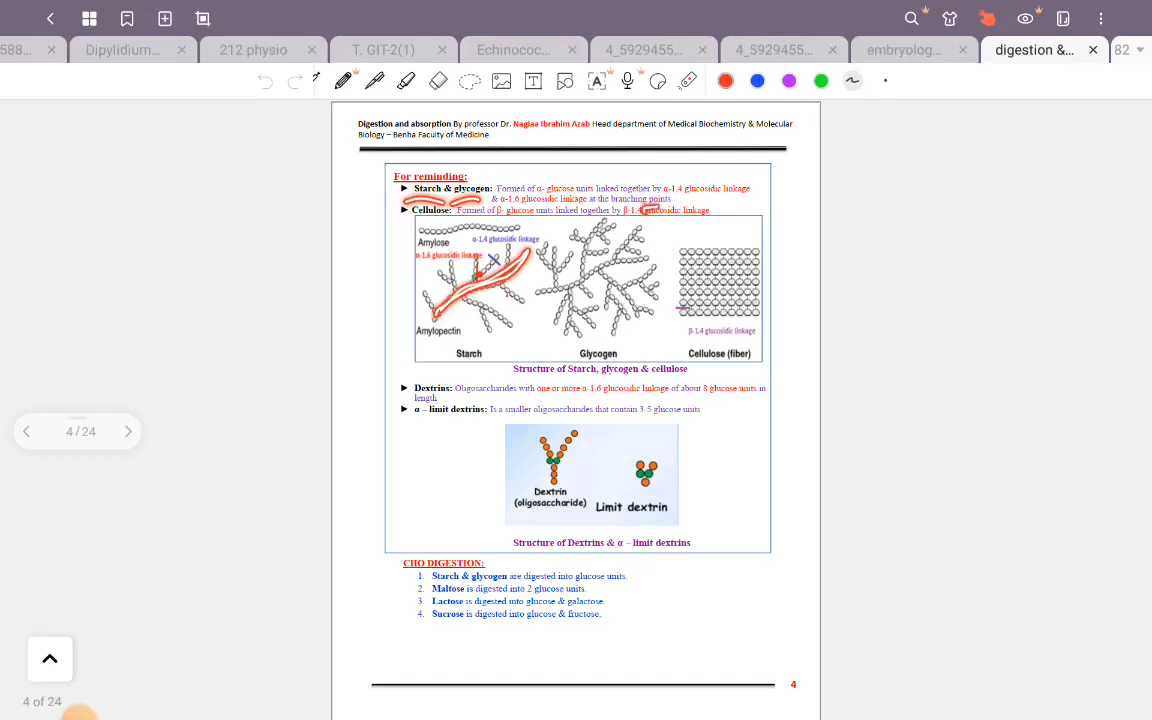 588...
Dipylidium...
212 physio
T. GIT-2(1)
Echinococ...
4_5929455...
4_5929455...
embryolog...
digestion &...
82
Digestion and absorption By professor Dr. Naglaa Ibrahim Azab Head department of Medical Biochemistry & Molecular
Biology – Benha Faculty of Medicine
For reminding:
► Starch & glycogen: Formed of α- glucose units linked together by α-1,4 glucosidic linkage
& α-1,6 glucosidic linkage at the branching points
► Cellulose: Formed of β- glucose units linked together by β-1,4 glucosidic linkage
Amylose
α-1.4 glucosidic linkage
α-1.6 glucosidic linkage
Amylopectin
β-1.4 glucosidic linkage
Starch
Glycogen
Cellulose (fiber)
Structure of Starch, glycogen & cellulose
► Dextrins: Oligosaccharides with one or more α-1,6 glucosidic linkage of about 8 glucose units in
length
► α – limit dextrins: Is a smaller oligosaccharides that contain 3-5 glucose units
Dextrin
(oligosaccharide)
Limit dextrin
Structure of Dextrins & α – limit dextrins
CHO DIGESTION:
1. Starch & glycogen are digested into glucose units.
2. Maltose is digested into 2 glucose units.
3. Lactose is digested into glucose & galactose.
4. Sucrose is digested into glucose & fructose.
4
4 / 24
4 of 24